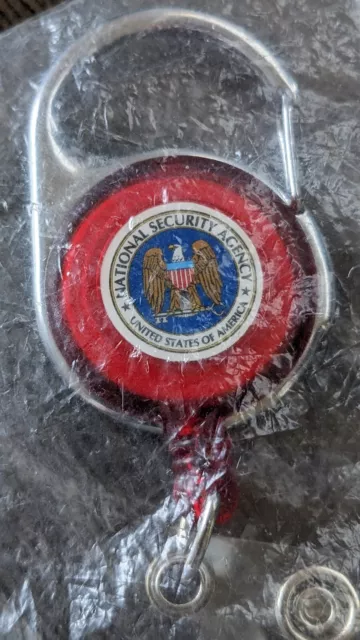 NATIONAL SECURITY AGENCY
UNITED STATES OF AMERICA